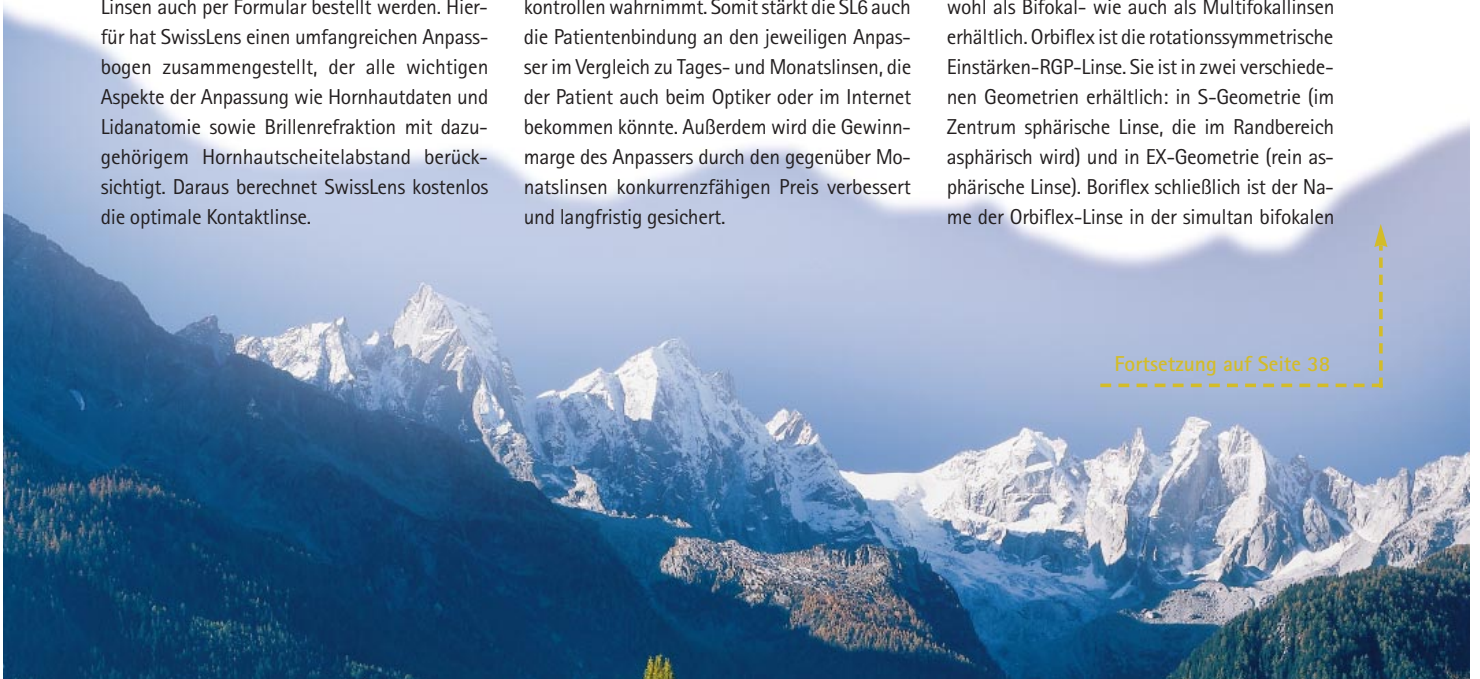 Linsen auch per Formular bestellt werden. Hier-
für hat SwissLens einen umfangreichen Anpass-
bogen zusammengestellt, der alle wichtigen
Aspekte der Anpassung wie Hornhautdaten und
Lidanatomie sowie Brillenrefraktion mit dazu-
gehörigem Hornhautscheitelabstand berück-
sichtigt. Daraus berechnet SwissLens kostenlos
die optimale Kontaktlinse.
kontrollen wahrnimmt. Somit stärkt die SL6 auch
die Patientenbindung an den jeweiligen Anpas-
ser im Vergleich zu Tages- und Monatslinsen, die
der Patient auch beim Optiker oder im Internet
bekommen könnte. Außerdem wird die Gewinn-
marge des Anpassers durch den gegenüber Mo-
natslinsen konkurrenzfähigen Preis verbessert
und langfristig gesichert.
wohl als Bifokal- wie auch als Multifokallinsen
erhältlich. Orbiflex ist die rotationssymmetrische
Einstärken-RGP-Linse. Sie ist in zwei verschiede-
nen Geometrien erhältlich: in S-Geometrie (im
Zentrum sphärische Linse, die im Randbereich
asphärisch wird) und in EX-Geometrie (rein as-
phärische Linse). Boriflex schließlich ist der Na-
me der Orbiflex-Linse in der simultan bifokalen
Fortsetzung auf Seite 38